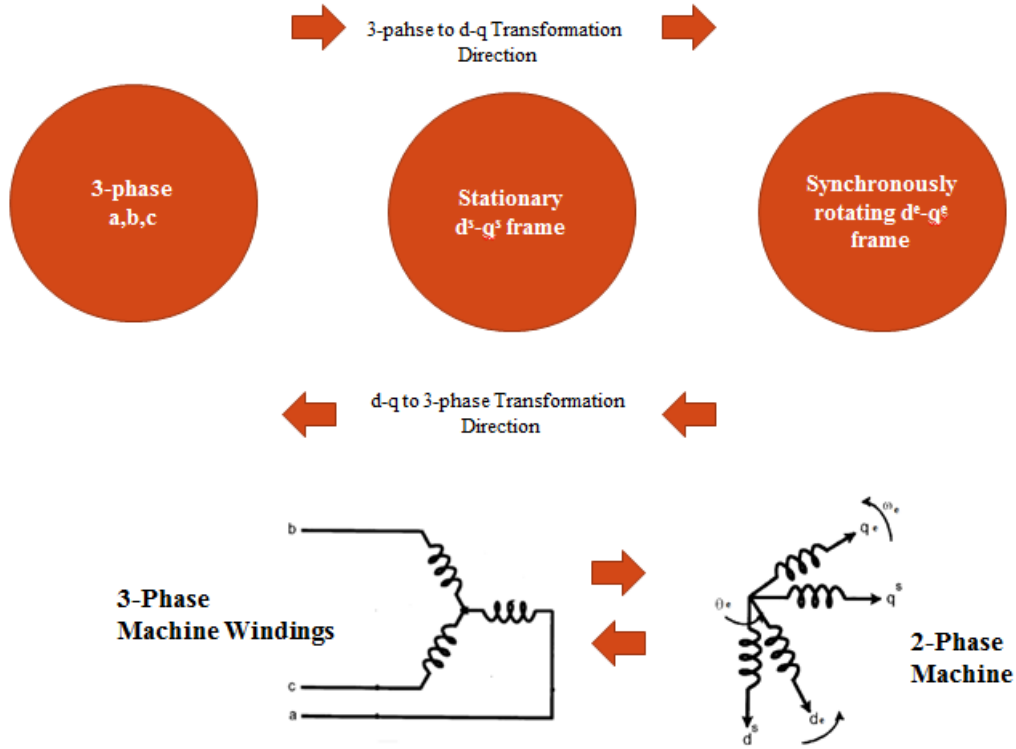 3-pahse to d-q Transformation
Direction
3-phase
a,b,c
Stationary
dˢ-qˢ frame
Synchronously
rotating dᵉ-qᵉ
frame
d-q to 3-phase Transformation
Direction
3-Phase
Machine Windings
b
c
a
ωₑ
qₑ
qˢ
θₑ
dˢ
dₑ
2-Phase
Machine